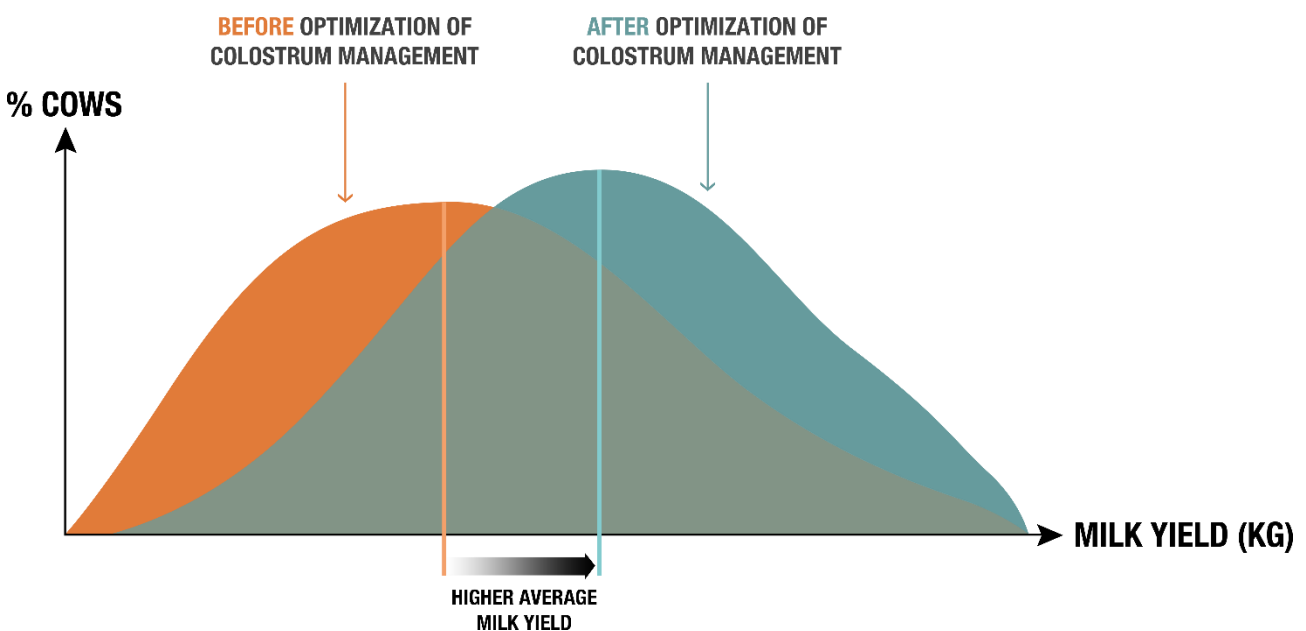 BEFORE OPTIMIZATION OF
COLOSTRUM MANAGEMENT
AFTER OPTIMIZATION OF
COLOSTRUM MANAGEMENT
% COWS
MILK YIELD (KG)
HIGHER AVERAGE
MILK YIELD